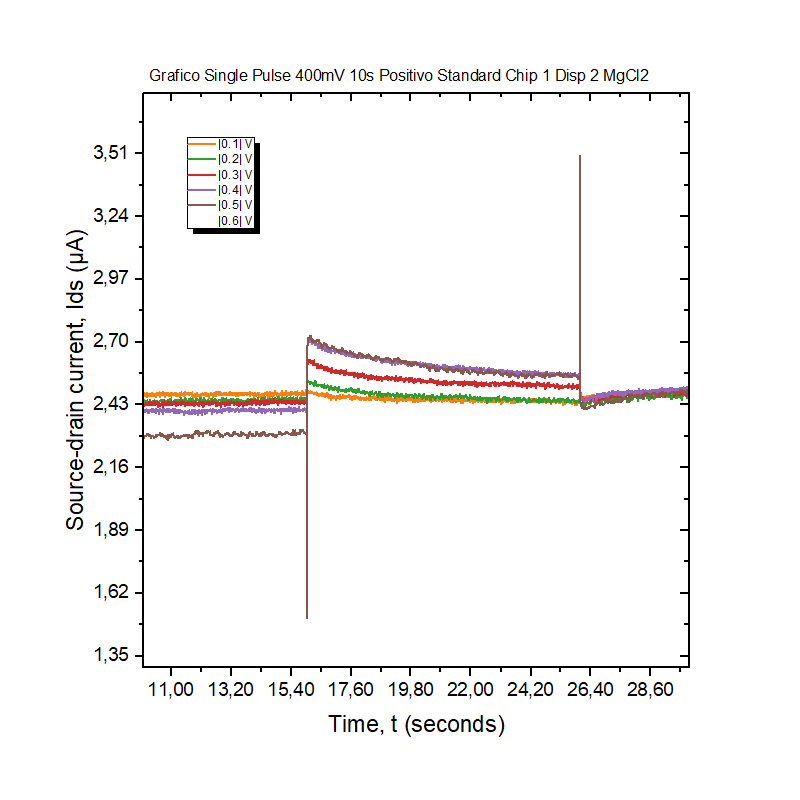 Grafico Single Pulse 400mV 10s Positivo Standard Chip 1 Disp 2 MgCl2
|0.1| V
|0.2| V
|0.3| V
|0.4| V
|0.5| V
|0.6| V
3,51
3,24
2,97
2,70
2,43
2,16
1,89
1,62
1,35
Source-drain current, Ids (µA)
11,00 13,20 15,40 17,60 19,80 22,00 24,20 26,40 28,60
Time, t (seconds)